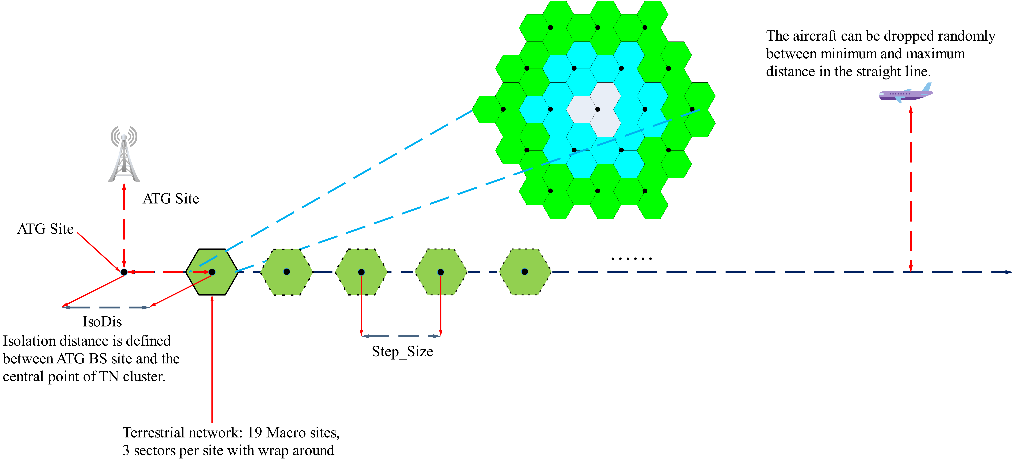 The aircraft can be dropped randomly
between minimum and maximum
distance in the straight line.
ATG Site
ATG Site
......
IsoDis
Isolation distance is defined
between ATG BS site and the
central point of TN cluster.
Step_Size
Terrestrial network: 19 Macro sites,
3 sectors per site with wrap around